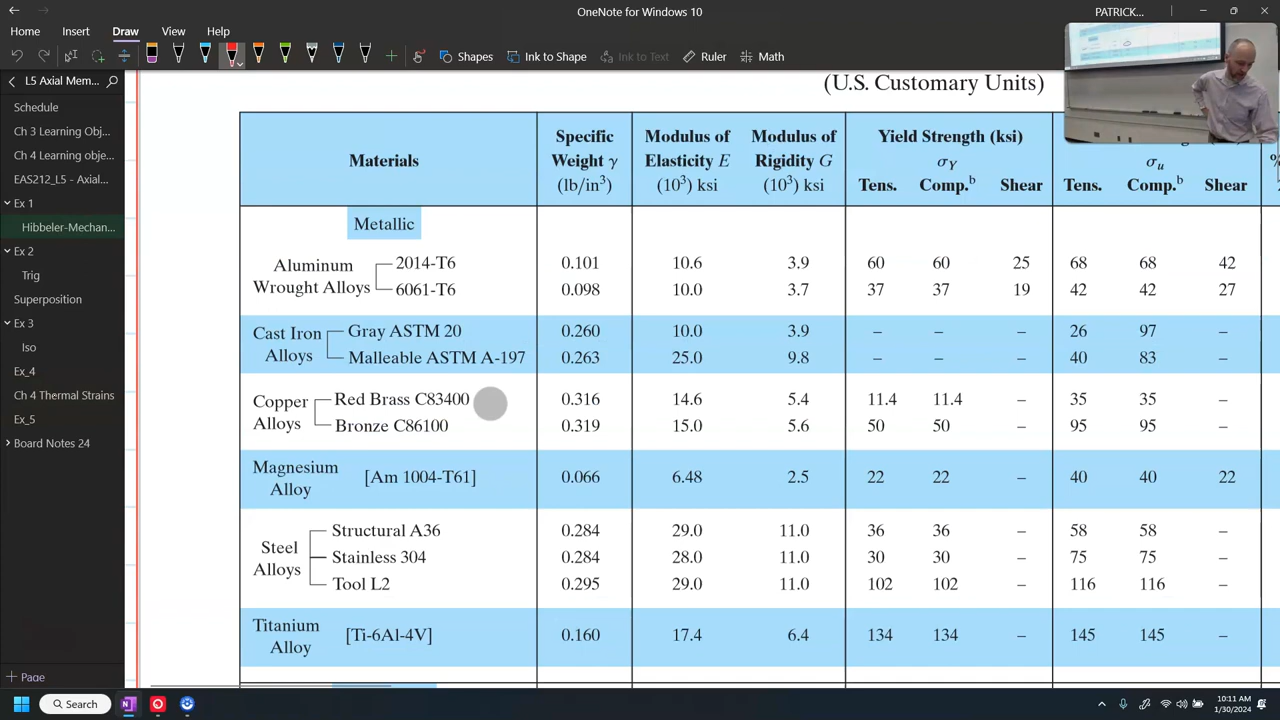 OneNote for Windows 10
PATRICK...
Home Insert Draw View Help
Shapes Ink to Shape Ink to Text Ruler Math
L5 Axial Mem...
Schedule
Ch 3 Learning Obj...
Ch 4 Learning obje...
EAS212_L5 - Axial...
Ex 1
Hibbeler-Mechan...
Ex 2
Trig
Superposition
Ex 3
Iso
Ex_4
Ch 4 Thermal Strains
Ex_5
Board Notes 24
Page
(U.S. Customary Units)
Materials
Specific Weight γ (lb/in³)
Modulus of Elasticity E (10³) ksi
Modulus of Rigidity G (10³) ksi
Yield Strength (ksi)
σY
Tens. Comp.ᵇ Shear
σu
Tens. Comp.ᵇ Shear
Metallic
Aluminum Wrought Alloys
2014-T6 0.101 10.6 3.9 60 60 25 68 68 42
6061-T6 0.098 10.0 3.7 37 37 19 42 42 27
Cast Iron Alloys
Gray ASTM 20 0.260 10.0 3.9 – – – 26 97 –
Malleable ASTM A-197 0.263 25.0 9.8 – – – 40 83 –
Copper Alloys
Red Brass C83400 0.316 14.6 5.4 11.4 11.4 – 35 35 –
Bronze C86100 0.319 15.0 5.6 50 50 – 95 95 –
Magnesium Alloy
[Am 1004-T61] 0.066 6.48 2.5 22 22 – 40 40 22
Steel Alloys
Structural A36 0.284 29.0 11.0 36 36 – 58 58 –
Stainless 304 0.284 28.0 11.0 30 30 – 75 75 –
Tool L2 0.295 29.0 11.0 102 102 – 116 116 –
Titanium Alloy
[Ti-6Al-4V] 0.160 17.4 6.4 134 134 – 145 145 –
Search
10:11 AM
1/30/2024